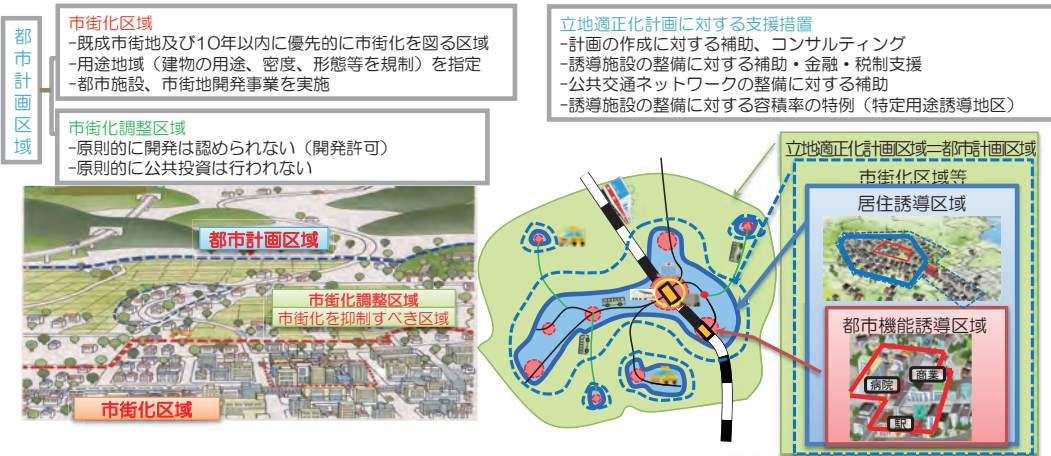 都市計画区域
市街化区域
-既成市街地及び10年以内に優先的に市街化を図る区域
-用途地域（建物の用途、密度、形態等を規制）を指定
-都市施設、市街地開発事業を実施
市街化調整区域
-原則的に開発は認められない（開発許可）
-原則的に公共投資は行われない
都市計画区域
市街化調整区域
市街化を抑制すべき区域
市街化区域
立地適正化計画に対する支援措置
-計画の作成に対する補助、コンサルティング
-誘導施設の整備に対する補助・金融・税制支援
-公共交通ネットワークの整備に対する補助
-誘導施設の整備に対する容積率の特例（特定用途誘導地区）
立地適正化計画区域＝都市計画区域
市街化区域等
居住誘導区域
都市機能誘導区域
病院
商業
駅